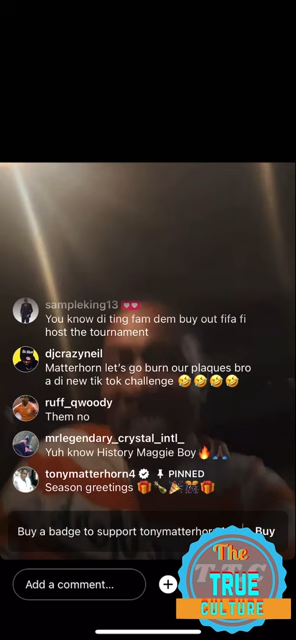 sampleking13 💕
You know di ting fam dem buy out fifa fi
host the tournament
djcrazyneil
Matterhorn let's go burn our plaques bro
a di new tik tok challenge 🤣🤣🤣🤣
ruff_qwoody
Them no
mrlegendary_crystal_intl_
Yuh know History Maggie Boy🔥🙏🏾
tonymatterhorn4 PINNED
Season greetings 🎁🍾🎉🎊🎁
Buy a badge to support tonymatterhor
Buy
Add a comment...
The
TRUE
CULTURE